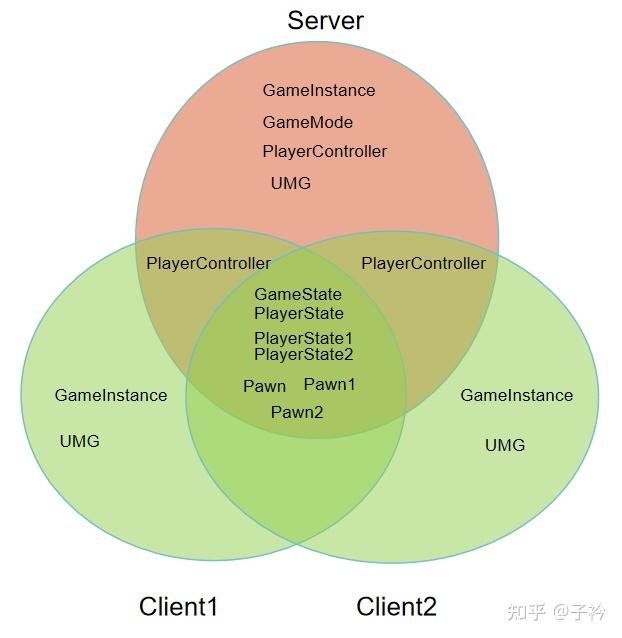 Server
GameInstance
GameMode
PlayerController
UMG
PlayerController
PlayerController
GameState
PlayerState
PlayerState1
PlayerState2
Pawn
Pawn1
Pawn2
GameInstance
GameInstance
UMG
UMG
Client1
Client2
知乎 @子衿